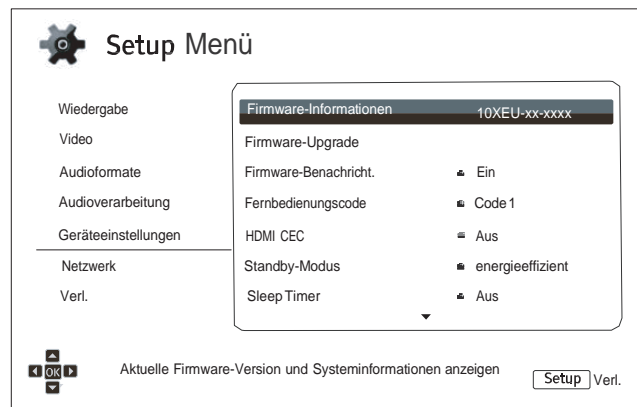 Setup Menü
Wiedergabe
Video
Audioformate
Audioverarbeitung
Geräteeinstellungen
Netzwerk
Verl.
Firmware-Informationen 10XEU-xx-xxxx
Firmware-Upgrade
Firmware-Benachricht. Ein
Fernbedienungscode Code 1
HDMI CEC Aus
Standby-Modus energieeffizient
Sleep Timer Aus
OK Aktuelle Firmware-Version und Systeminformationen anzeigen Setup Verl.